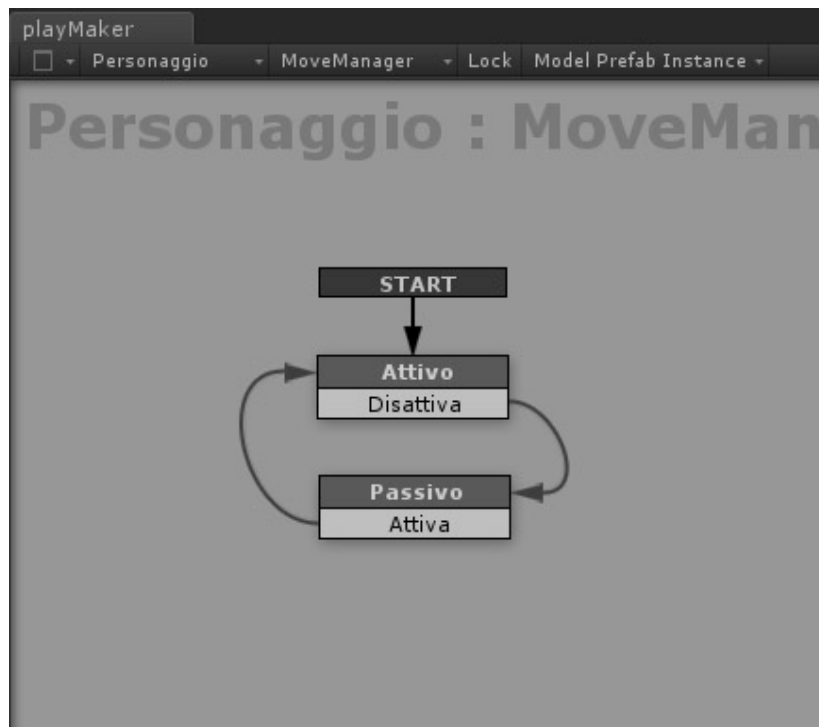 playMaker
Personaggio MoveManager Lock Model Prefab Instance
Personaggio : MoveMan
START
Attivo
Disattiva
Passivo
Attiva